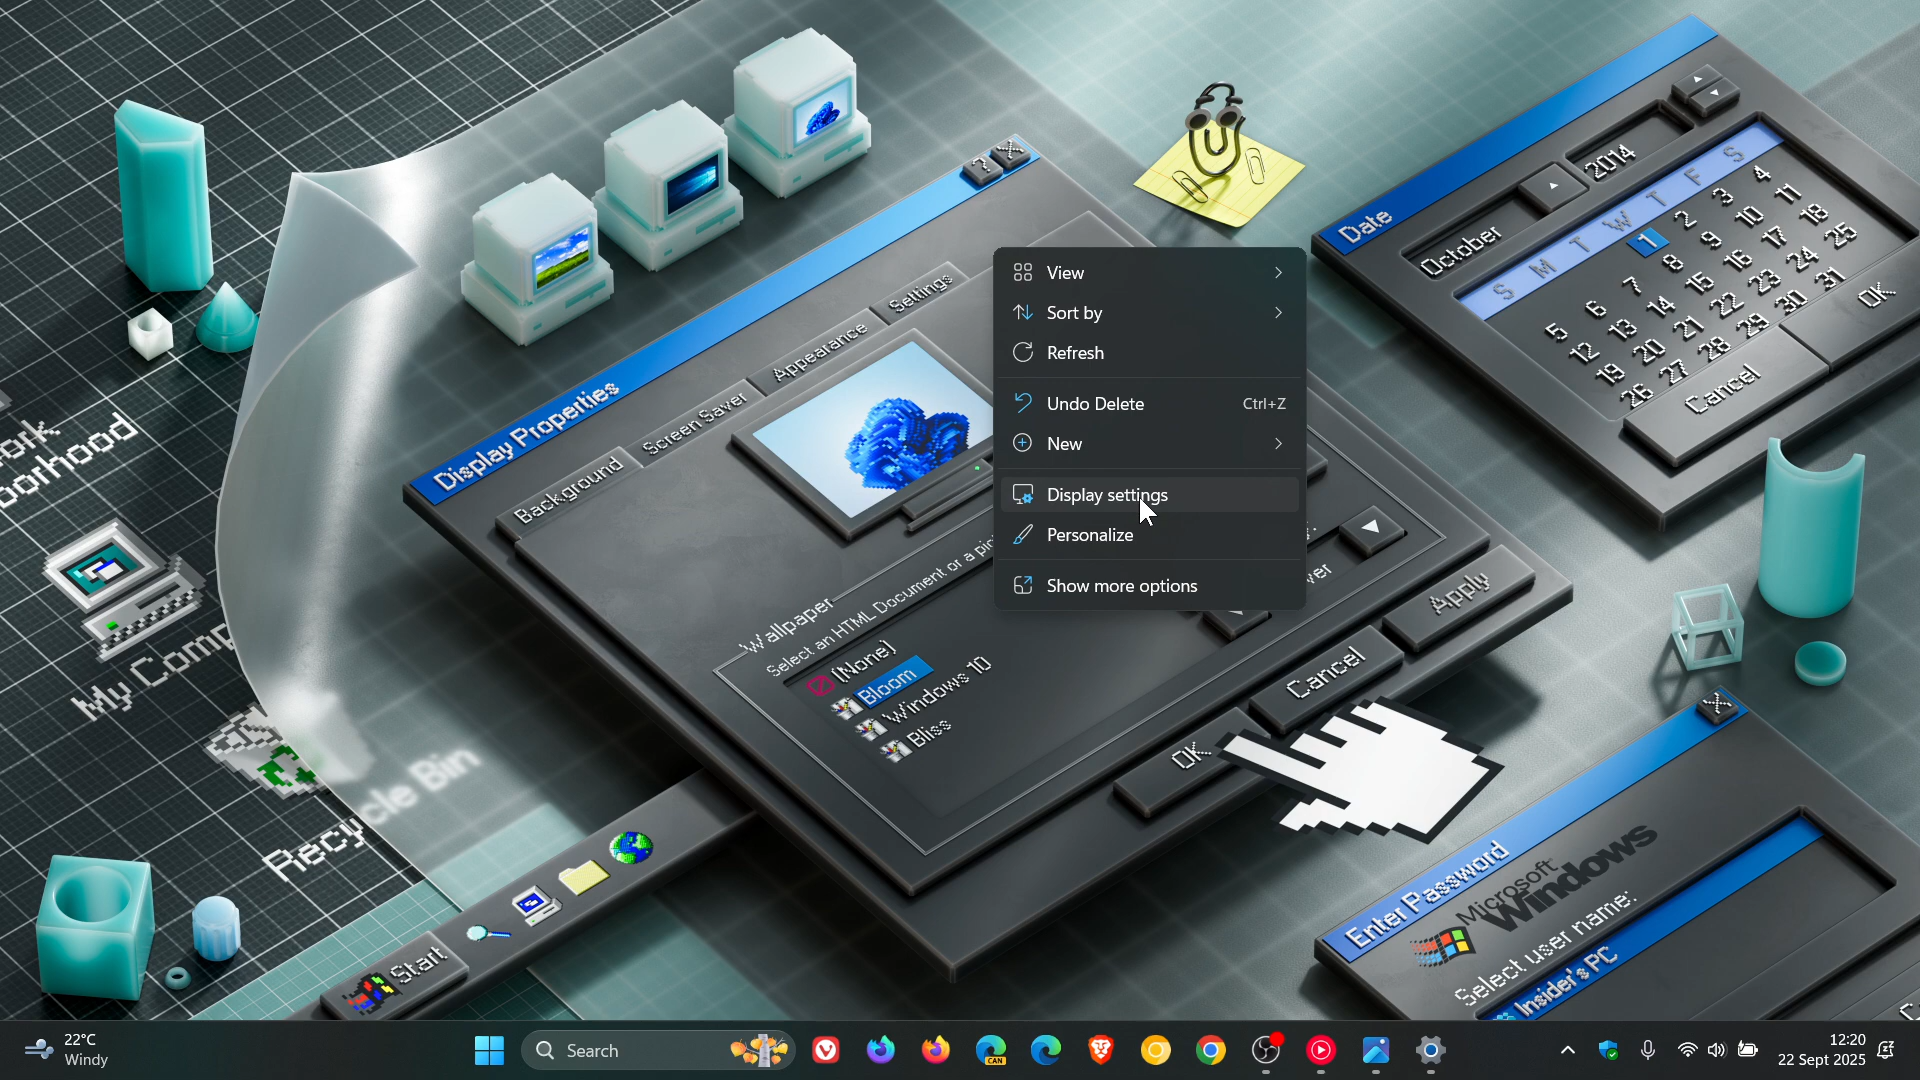 Display Properties
?
Background
Screen Saver
Appearance
Settings
Wallpaper
Select an HTML Document or a pic
(None)
Bloom
Windows 10
Bliss
OK
Cancel
Apply
View
Sort by
Refresh
Undo Delete Ctrl+Z
New
Display settings
Personalize
Show more options
Date
October
2014
S M T W T F S
1 2 3 4
5 6 7 8 9 10 11
12 13 14 15 16 17 18
19 20 21 22 23 24 25
26 27 28 29 30 31
Cancel
OK
My Comp
Recycle Bin
Start
Enter Password
Microsoft
Windows
Select user name:
Insider's PC
22°C
Windy
Search
CAN
12:20
22 Sept 2025